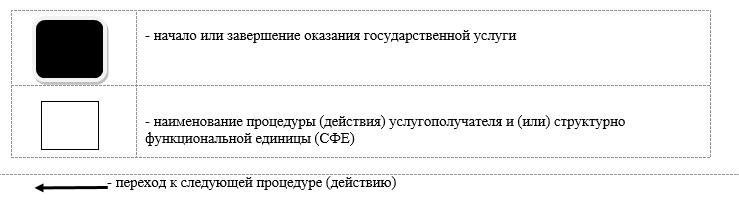 - начало или завершение оказания государственной услуги
- наименование процедуры (действия) услугополучателя и (или) структурно
функциональной единицы (СФЕ)
- переход к следующей процедуре (действию)